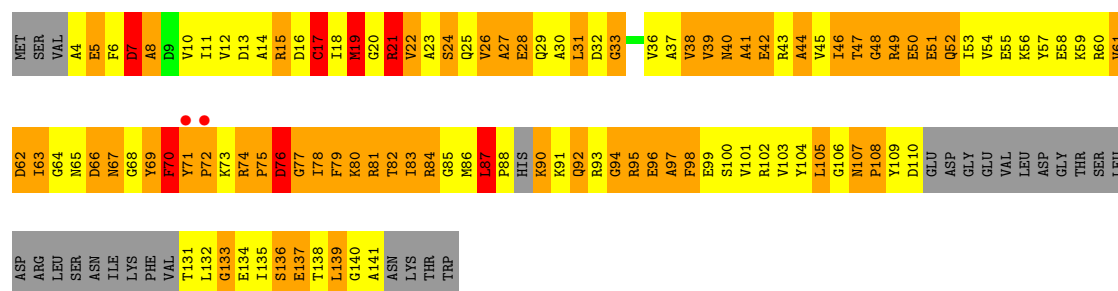 MET SER VAL A4 E5 F6 D7 A8 D9 V10 I11 V12 D13 A14 R15 D16 C17 I18 M19 G20 R21 V22 A23 S24 Q25 V26 A27 E28 Q29 A30 L31 D32 G33 V36 A37 V38 V39 N40 A41 E42 R43 A44 V45 I46 T47 G48 R49 E50 E51 Q52 I53 V54 E55 K56 Y57 E58 K59 R60 V61
D62 I63 G64 N65 D66 N67 G68 Y69 F70 Y71 P72 K73 R74 P75 D76 G77 I78 F79 K80 R81 T82 I83 R84 G85 M86 L87 P88 HIS K90 K91 Q92 R93 G94 R95 E96 A97 F98 E99 S100 V101 R102 V103 Y104 L105 G106 N107 P108 Y109 D110 GLU ASP GLY GLU VAL LEU ASP GLY THR SER LEU
ASP ARG LEU SER ASN ILE LYS PHE VAL T131 L132 G133 E134 I135 S136 E137 T138 L139 G140 A141 ASN LYS THR TRP